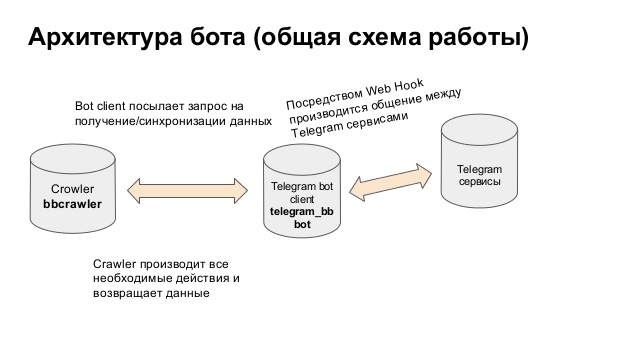 Архитектура бота (общая схема работы)
Bot client посылает запрос на
получение/синхронизации данных
Посредством Web Hook
производится общение между
Telegram сервисами
Crowler
bbcrawler
Telegram bot
client
telegram_bb
bot
Telegram
сервисы
Crawler производит все
необходимые действия и
возвращает данные